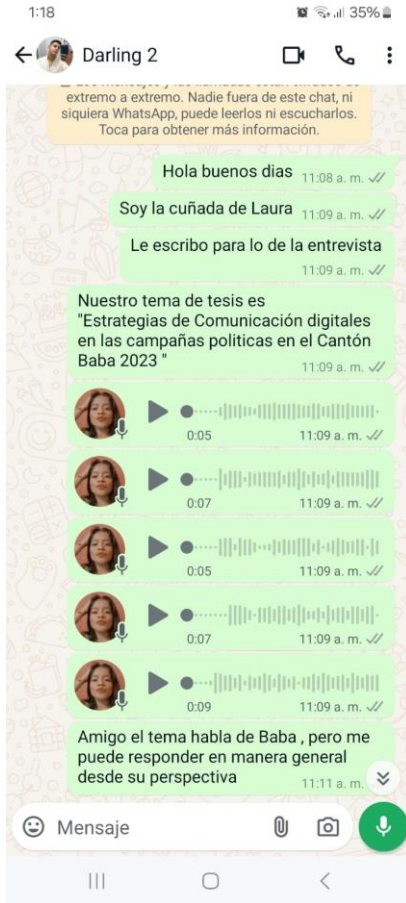 1:18
35%
Darling 2
extremo a extremo. Nadie fuera de este chat, ni
siquiera WhatsApp, puede leerlos ni escucharlos.
Toca para obtener más información.
Hola buenos dias 11:08 a. m.
Soy la cuñada de Laura 11:09 a. m.
Le escribo para lo de la entrevista
11:09 a. m.
Nuestro tema de tesis es
"Estrategias de Comunicación digitales
en las campañas politicas en el Cantón
Baba 2023 "
11:09 a. m.
0:05 11:09 a. m.
0:07 11:09 a. m.
0:05 11:09 a. m.
0:07 11:09 a. m.
0:09 11:09 a. m.
Amigo el tema habla de Baba , pero me
puede responder en manera general
desde su perspectiva
11:11 a. m.
Mensaje